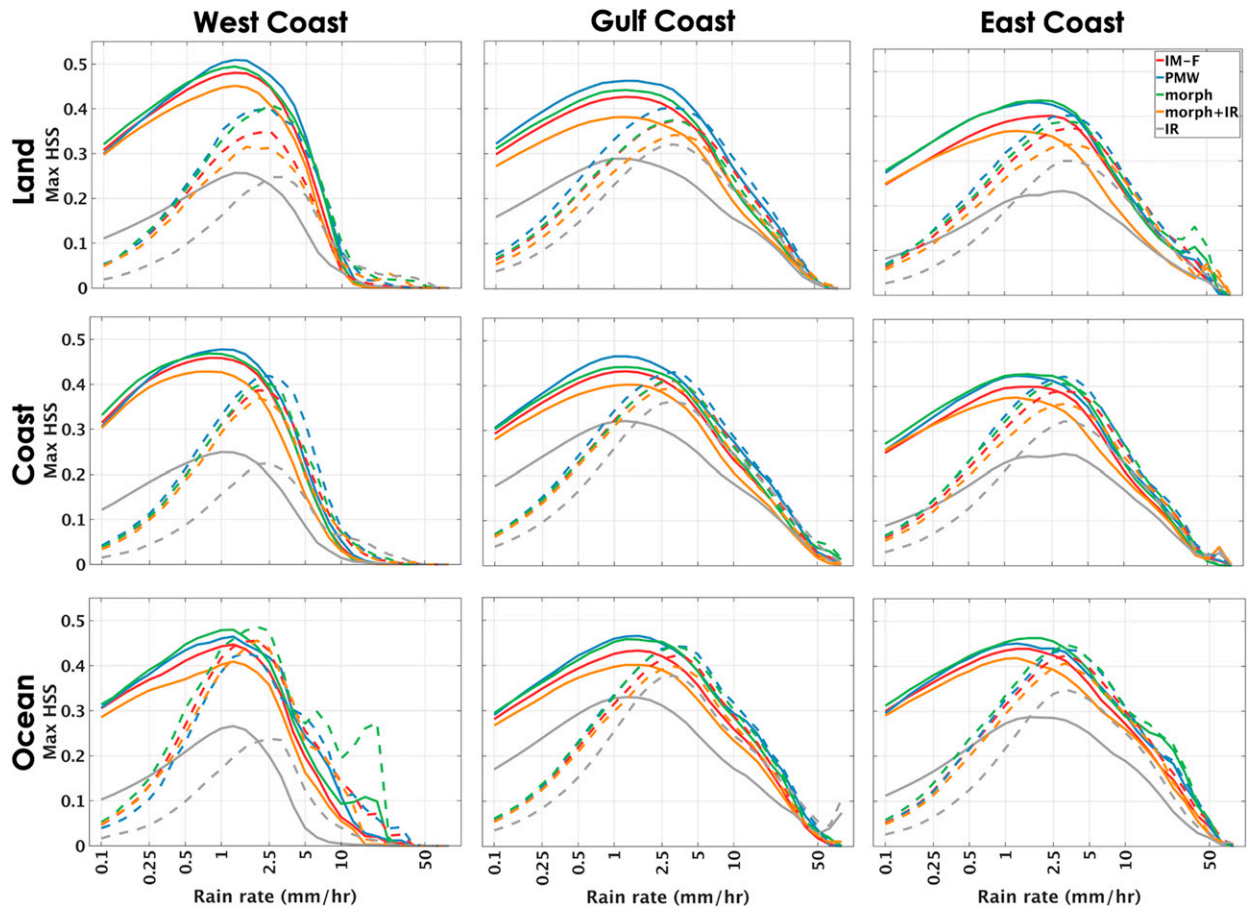 West Coast Gulf Coast East Coast
Land
Max HSS
0.5
0.4
0.3
0.2
0.1
0
IM-F
PMW
morph
morph+IR
IR
Coast
Max HSS
0.5
0.4
0.3
0.2
0.1
0
Ocean
Max HSS
0.5
0.4
0.3
0.2
0.1
0
0.1 0.25 0.5 1 2.5 5 10 50 0.1 0.25 0.5 1 2.5 5 10 50 0.1 0.25 0.5 1 2.5 5 10 50
Rain rate (mm/hr) Rain rate (mm/hr) Rain rate (mm/hr)